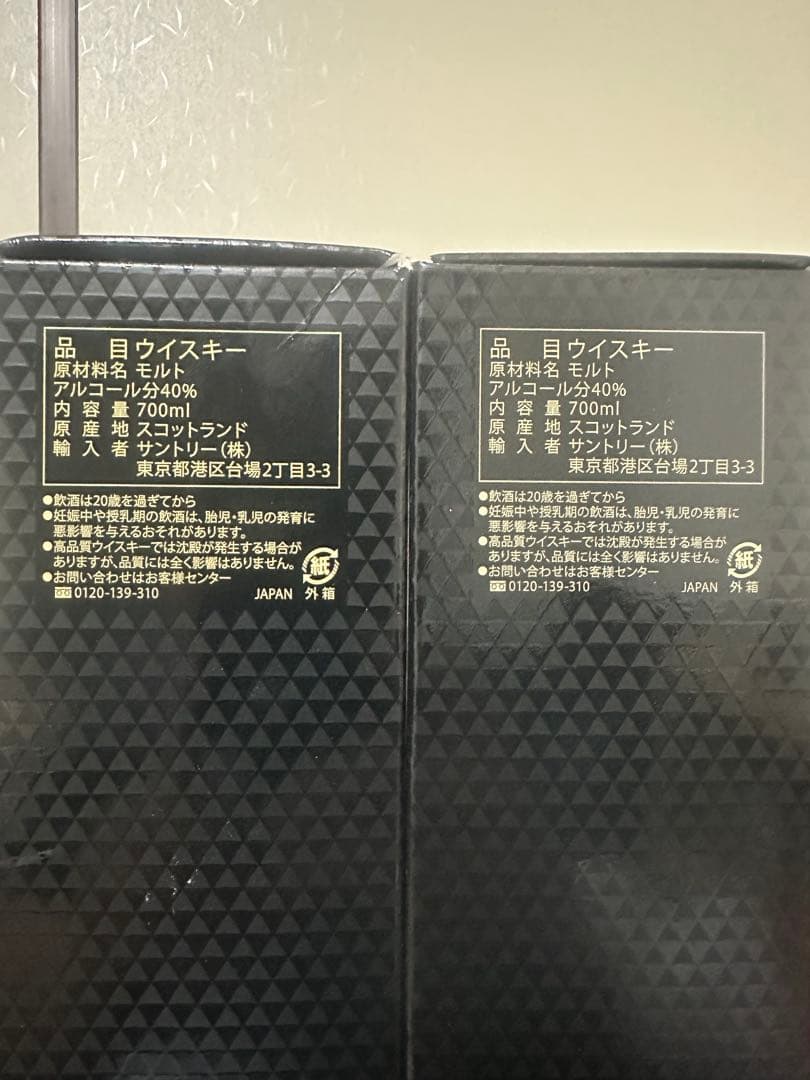 品目 ウイスキー
原材料名 モルト
アルコール分40%
内容量 700ml
原産地 スコットランド
輸入者 サントリー(株)
東京都港区台場2丁目3-3
●飲酒は20歳を過ぎてから
●妊娠中や授乳期の飲酒は、胎児・乳児の発育に
悪影響を与えるおそれがあります。
●高品質ウイスキーでは沈殿が発生する場合が
ありますが、品質には全く影響はありません。
●お問い合わせはお客様センター
0120-139-310
紙
JAPAN 外箱
品目 ウイスキー
原材料名 モルト
アルコール分40%
内容量 700ml
原産地 スコットランド
輸入者 サントリー(株)
東京都港区台場2丁目3-3
●飲酒は20歳を過ぎてから
●妊娠中や授乳期の飲酒は、胎児・乳児の発育に
悪影響を与えるおそれがあります。
●高品質ウイスキーでは沈殿が発生する場合が
ありますが、品質には全く影響はありません。
●お問い合わせはお客様センター
0120-139-310
紙
JAPAN 外箱